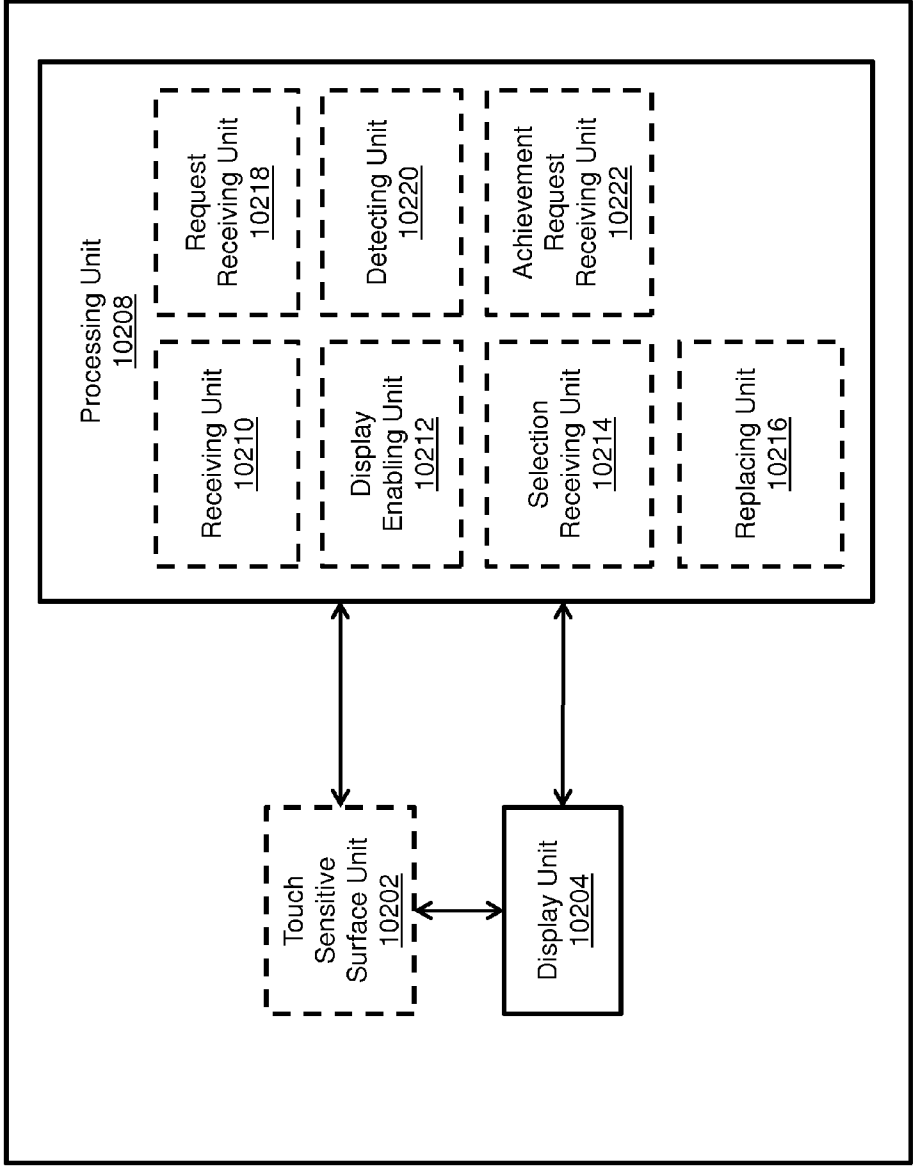 Processing Unit
10208
Receiving Unit
10210
Request
Receiving Unit
10218
Display
Enabling Unit
10212
Detecting Unit
10220
Selection
Receiving Unit
10214
Achievement
Request
Receiving Unit
10222
Replacing Unit
10216
Touch
Sensitive
Surface Unit
10202
Display Unit
10204